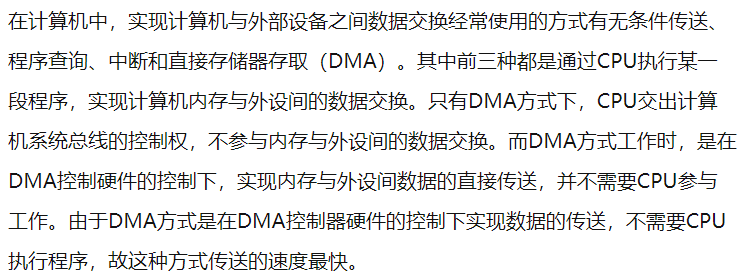 在计算机中，实现计算机与外部设备之间数据交换经常使用的方式有无条件传送、
程序查询、中断和直接存储器存取（DMA）。其中前三种都是通过CPU执行某一
段程序，实现计算机内存与外设间的数据交换。只有DMA方式下，CPU交出计算
机系统总线的控制权，不参与内存与外设间的数据交换。而DMA方式工作时，是在
DMA控制硬件的控制下，实现内存与外设间数据的直接传送，并不需要CPU参与
工作。由于DMA方式是在DMA控制器硬件的控制下实现数据的传送，不需要CPU
执行程序，故这种方式传送的速度最快。